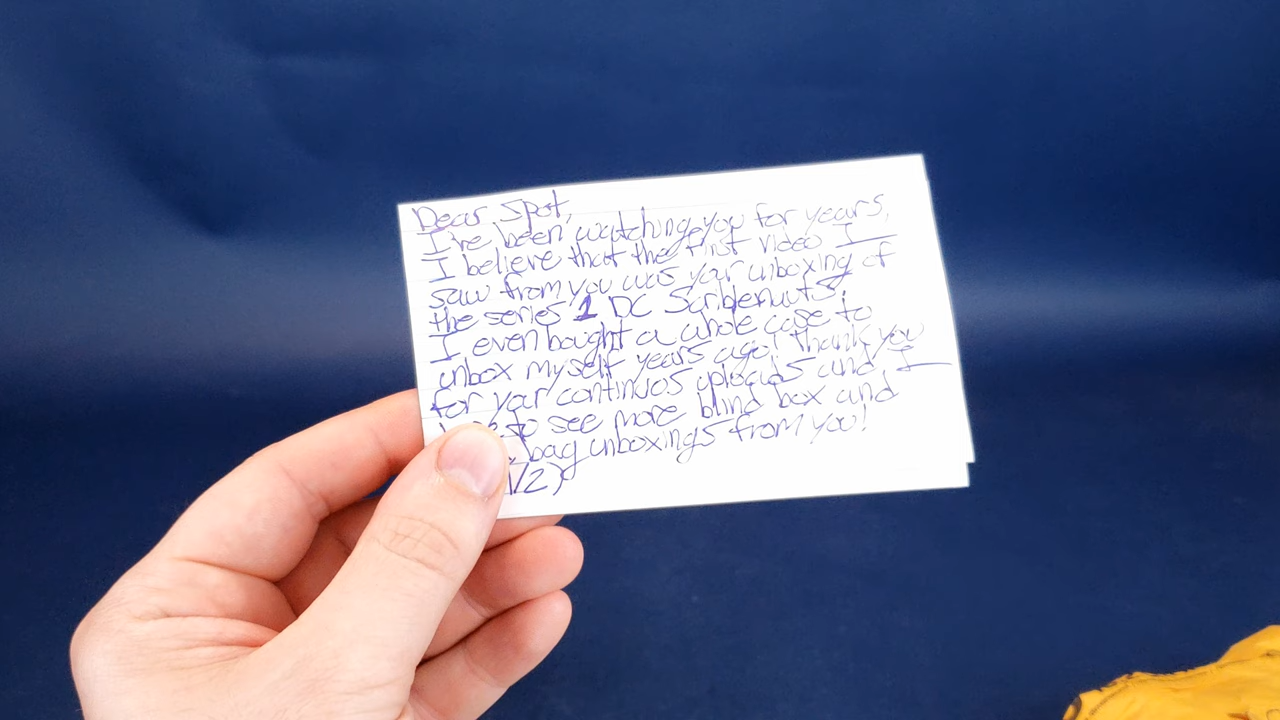 Dear Spot,
I've been watching you for years,
I believe that the first video I
saw from you was your unboxing of
the series 1 DC Scriblenauts,
I even bought a whole case to
unbox myself years ago! Thank you
for your continuos uploads and I
to see more blind box and
bag unboxings from you!
1/2)